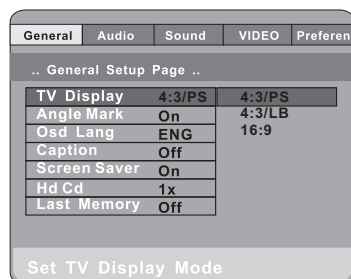 General Audio Sound VIDEO Preferen
.. General Setup Page ..
TV Display 4:3/PS 4:3/PS
Angle Mark On 4:3/LB
Osd Lang ENG 16:9
Caption Off
Screen Saver On
Hd Cd 1x
Last Memory Off
Set TV Display Mode